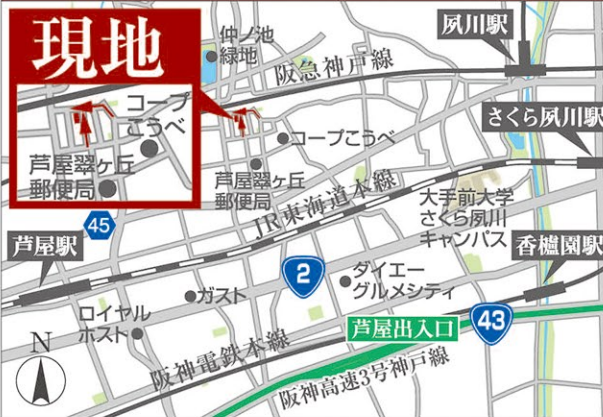 現地
コープ
こうべ
芦屋翠ヶ丘
郵便局
仲ノ池
緑地
阪急神戸線
夙川駅
さくら夙川駅
コープこうべ
芦屋翠ヶ丘
郵便局
JR東海道本線
大手前大学
さくら夙川
キャンパス
45
芦屋駅
香櫨園駅
2
ダイエー
グルメシティ
ガスト
ロイヤル
ホスト
芦屋出入口
43
N
阪神電鉄本線
阪神高速3号神戸線